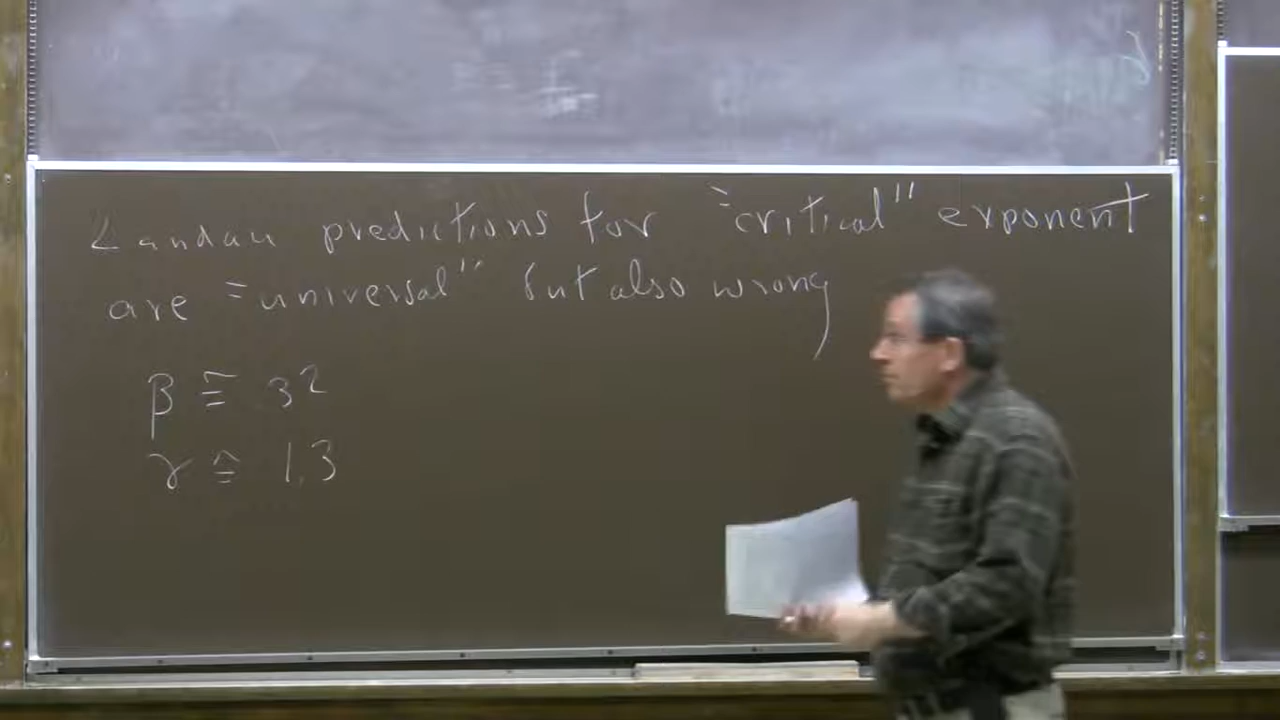 Landau predictions for "critical" exponent
are "universal" but also wrong
β ≅ 32
γ ≅ 1.3